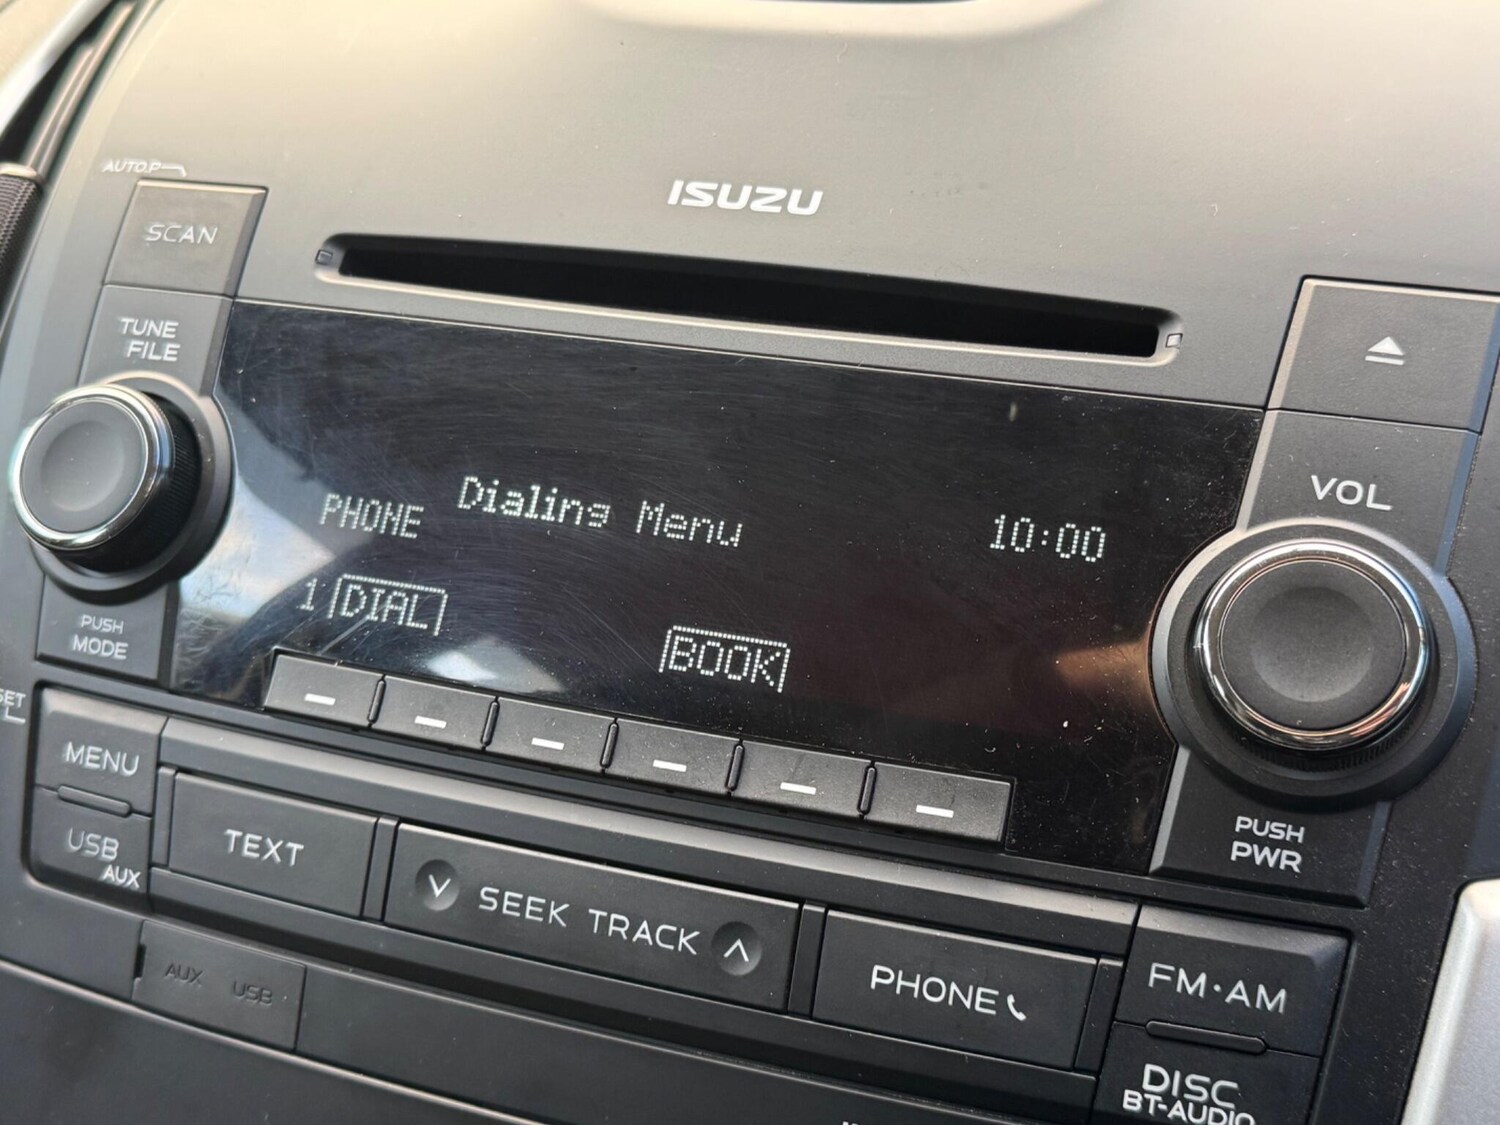 AUTO.P
ISUZU
SCAN
TUNE
FILE
VOL
PHONE Dialing Menu 10:00
1 DIAL
BOOK
PUSH
MODE
SET
MENU
USB
AUX
TEXT
SEEK TRACK
PHONE
PUSH
PWR
FM·AM
DISC
BT-AUDIO
AUX USB